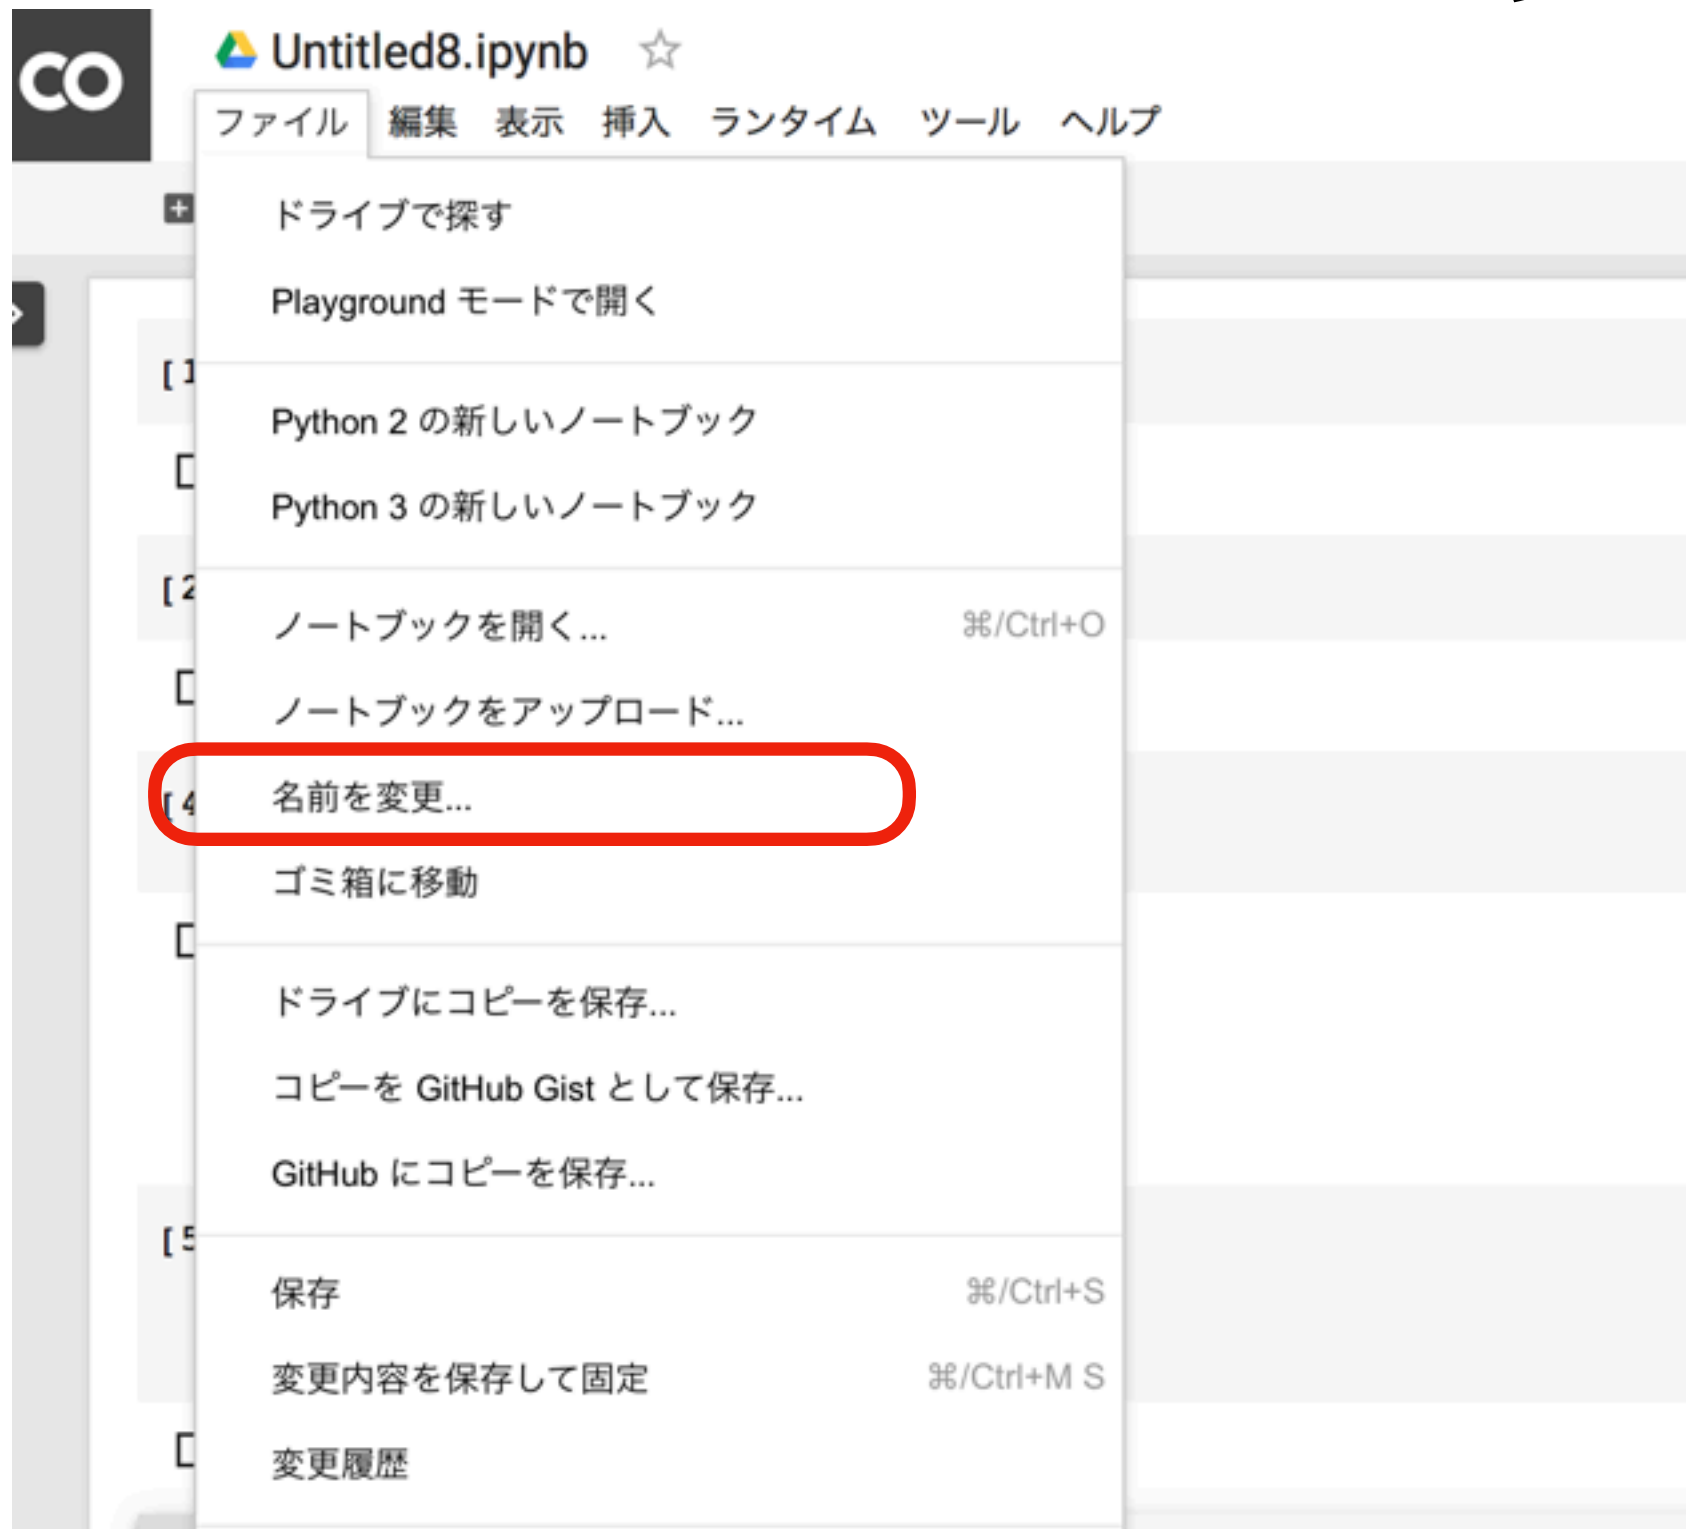 CO
Untitled8.ipynb
ファイル 編集 表示 挿入 ランタイム ツール ヘルプ
ドライブで探す
Playground モードで開く
[1
Python 2 の新しいノートブック
Python 3 の新しいノートブック
[2
ノートブックを開く... ⌘/Ctrl+O
ノートブックをアップロード...
[4 名前を変更...
ゴミ箱に移動
ドライブにコピーを保存...
コピーを GitHub Gist として保存...
GitHub にコピーを保存...
[5
保存 ⌘/Ctrl+S
変更内容を保存して固定 ⌘/Ctrl+M S
変更履歴